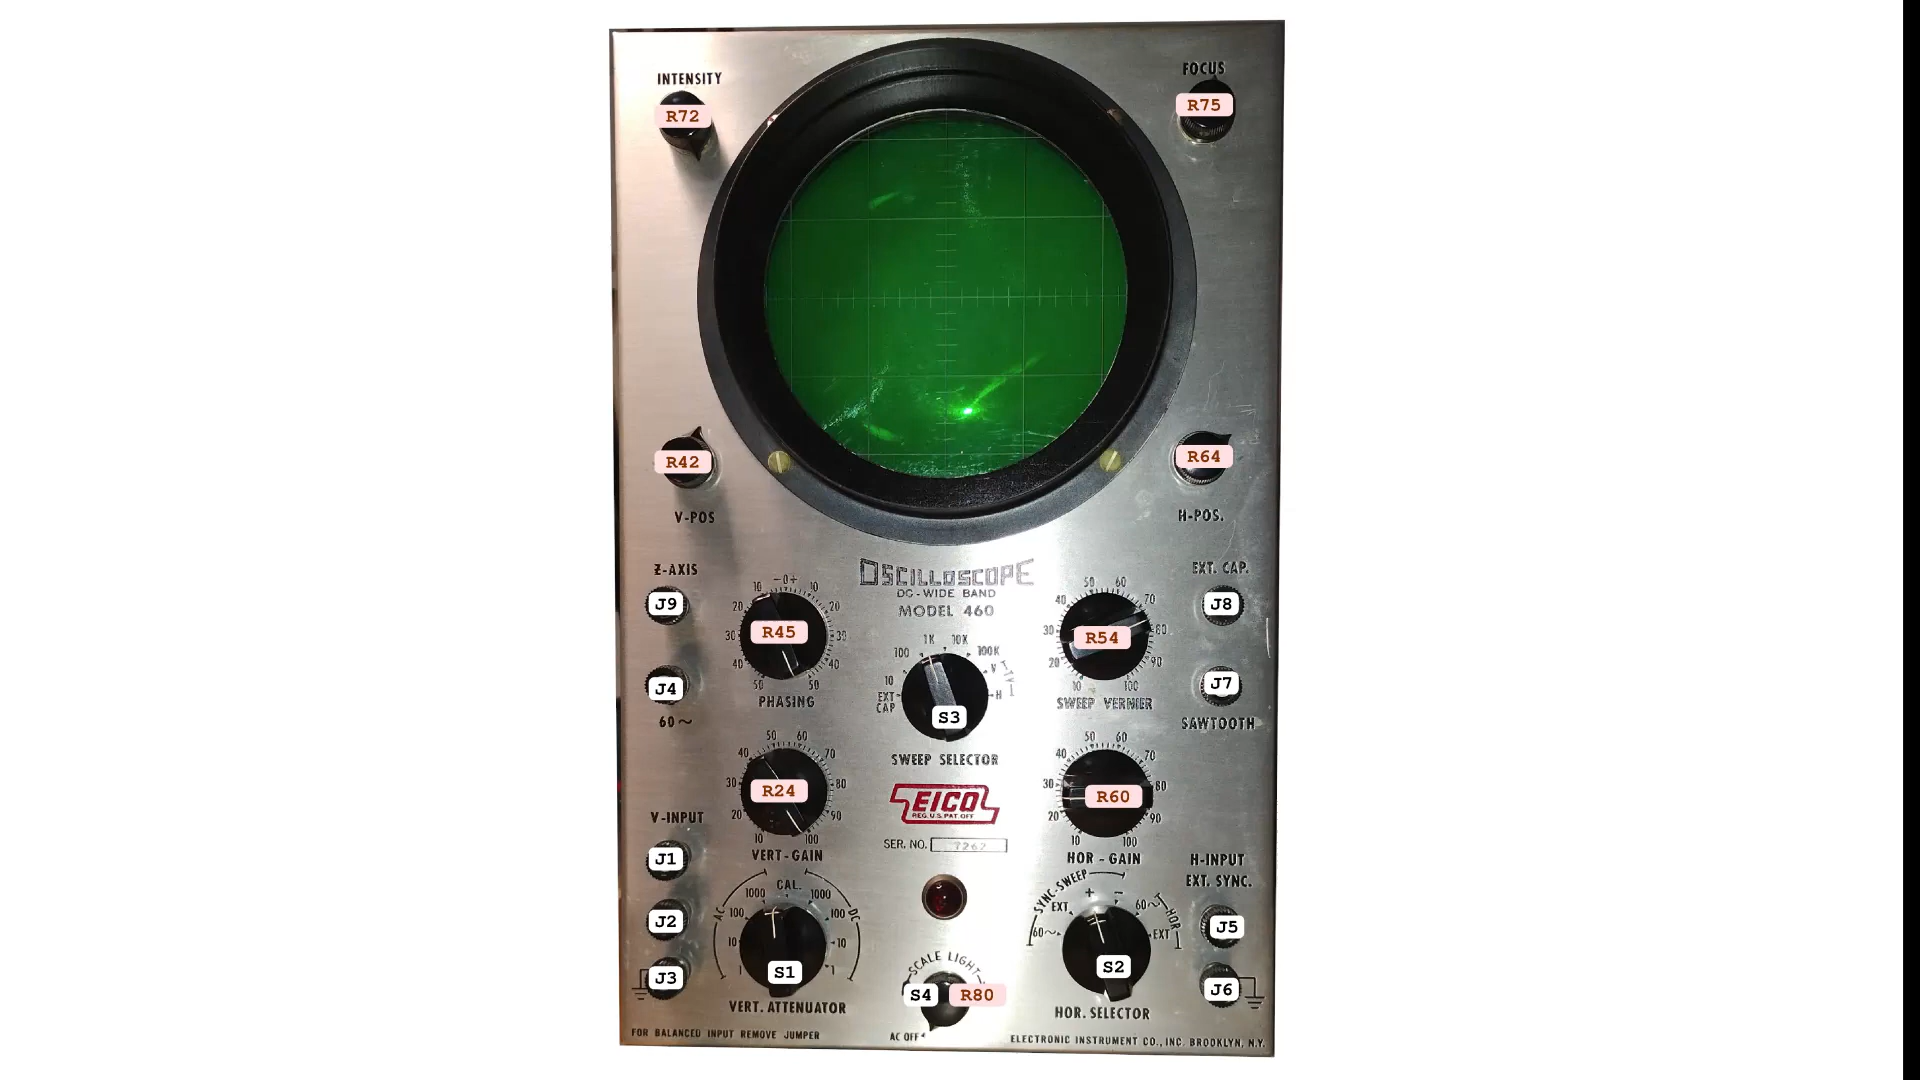 INTENSITY
FOCUS
R72
R75
R42
R64
V-POS
H-POS.
Z-AXIS
EXT. CAP.
OSCILLOSCOPE
DC-WIDE BAND
MODEL 460
J9
J8
10 -0+ 10
20 20
30 30
40 40
50 50
R45
PHASING
50 60
40 70
30 80
20 90
10 100
R54
SWEEP VERNIER
1K 10K
100 100K
10 V
EXT CAP H
TV
S3
SWEEP SELECTOR
J4
60~
J7
SAWTOOTH
50 60
40 70
30 80
20 90
10 100
R24
VERT-GAIN
EICO
REG. U.S. PAT. OFF
SER. NO. 7262
50 60
40 70
30 80
20 90
10 100
R60
HOR-GAIN
V-INPUT
J1
J2
J3
H-INPUT
EXT. SYNC.
J5
J6
CAL.
1000 1000
AC 100 100 DC
10 10
1 1
S1
VERT. ATTENUATOR
SCALE LIGHT
S4 R80
AC OFF
SYNC-SWEEP
+ -
EXT 60~ HOR
60~ EXT
S2
HOR. SELECTOR
FOR BALANCED INPUT REMOVE JUMPER
ELECTRONIC INSTRUMENT CO., INC. BROOKLYN, N.Y.